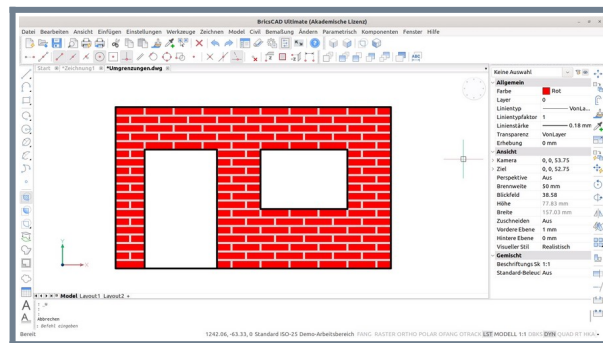 BricsCAD Ultimate (Akademische Lizenz)
Datei Bearbeiten Ansicht Einfügen Einstellungen Werkzeuge Zeichnen Model Civil Bemaßung Ändern Parametrisch Komponenten Fenster Hilfe
Start *Zeichnung1 *Umgrenzungen.dwg
Keine Auswahl
Allgemein
Farbe Rot
Layer 0
Linientyp VonLa...
Linientypfaktor 1
Linienstärke 0.18 mm
Transparenz VonLayer
Erhebung 0 mm
Ansicht
Kamera 0, 0, 53.75
Ziel 0, 0, 52.75
Perspektive Aus
Brennweite 50 mm
Blickfeld 38.58
Höhe 77.83 mm
Breite 157.03 mm
Zuschneiden Aus
Vordere Ebene 1 mm
Hintere Ebene 0 mm
Visueller Stil Realistisch
Gemischt
Beschriftungs Sk 1:1
Standard-Beleuc Aus
Y
X
Model Layout1 Layout2 +
Abbrechen
: Befehl eingeben
Bereit 1242.06, -63.33, 0 Standard ISO-25 Demo-Arbeitsbereich FANG RASTER ORTHO POLAR OFANG OTRACK LST MODELL 1:1 DBKS DYN QUAD RT HKA